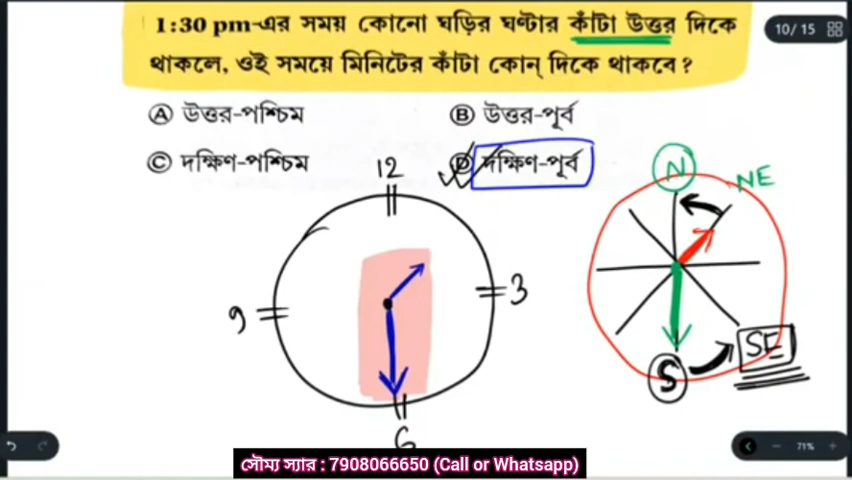 1:30 pm-এর সময় কোনো ঘড়ির ঘণ্টার কাঁটা উত্তর দিকে
থাকলে, ওই সময়ে মিনিটের কাঁটা কোন্ দিকে থাকবে ?
10 / 15
Ⓐ উত্তর-পশ্চিম
Ⓑ উত্তর-পূর্ব
Ⓒ দক্ষিণ-পশ্চিম
Ⓓ দক্ষিণ-পূর্ব
12
3
6
9
N
NE
S
SE
71%
সৌম্য স্যার : 7908066650 (Call or Whatsapp)